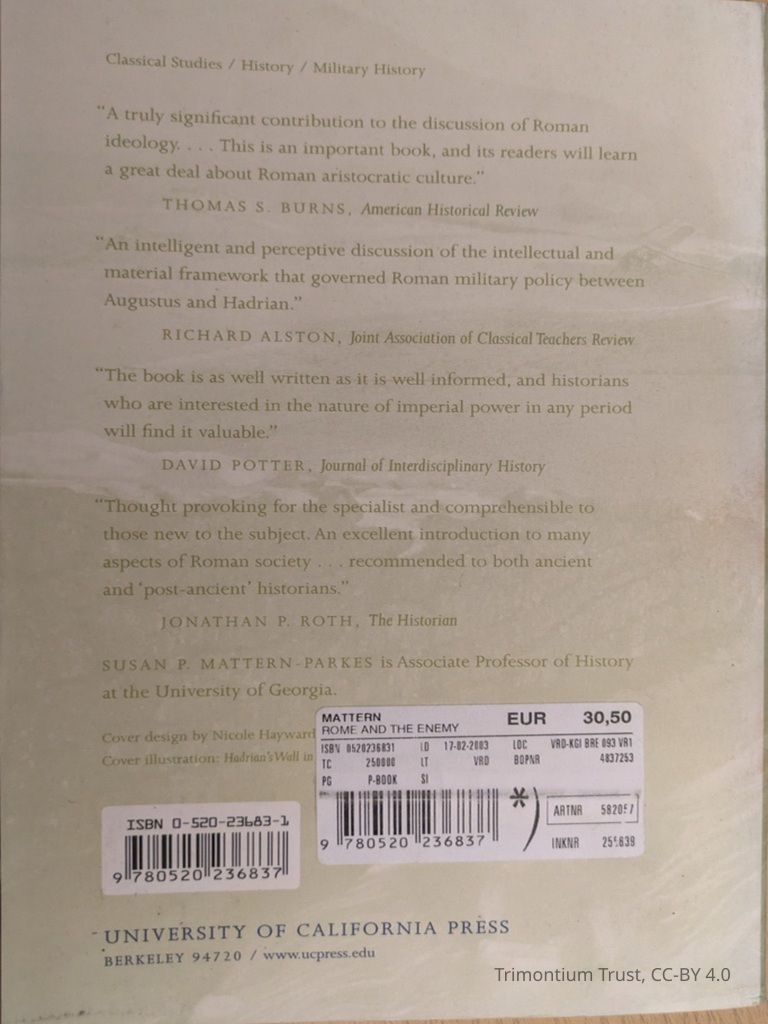 Classical Studies / History / Military History
“A truly significant contribution to the discussion of Roman
ideology. . . . This is an important book, and its readers will learn
a great deal about Roman aristocratic culture.”
THOMAS S. BURNS, American Historical Review
“An intelligent and perceptive discussion of the intellectual and
material framework that governed Roman military policy between
Augustus and Hadrian.”
RICHARD ALSTON, Joint Association of Classical Teachers Review
“The book is as well written as it is well informed, and historians
who are interested in the nature of imperial power in any period
will find it valuable.”
DAVID POTTER, Journal of Interdisciplinary History
“Thought provoking for the specialist and comprehensible to
those new to the subject. An excellent introduction to many
aspects of Roman society . . . recommended to both ancient
and ‘post-ancient’ historians.”
JONATHAN P. ROTH, The Historian
SUSAN P. MATTERN-PARKES is Associate Professor of History
at the University of Georgia.
Cover design by Nicole Hayward
Cover illustration: Hadrian's Wall in
MATTERN EUR 30,50
ROME AND THE ENEMY
ISBN 0520236831 LD 17-02-2003 LOC VRD-KGI BRE 093 VR1
TC 250000 LT VRD BOPNR 4837253
PG P-BOOK SI
*) ARTNR
9 780520 236837 INKNR
ISBN 0-520-23683-1
9 780520 236837
UNIVERSITY OF CALIFORNIA PRESS
BERKELEY 94720 / www.ucpress.edu
Trimontium Trust, CC-BY 4.0